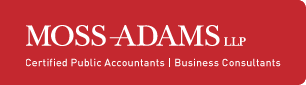 MOSS-ADAMS LLP
Certified Public Accountants | Business Consultants